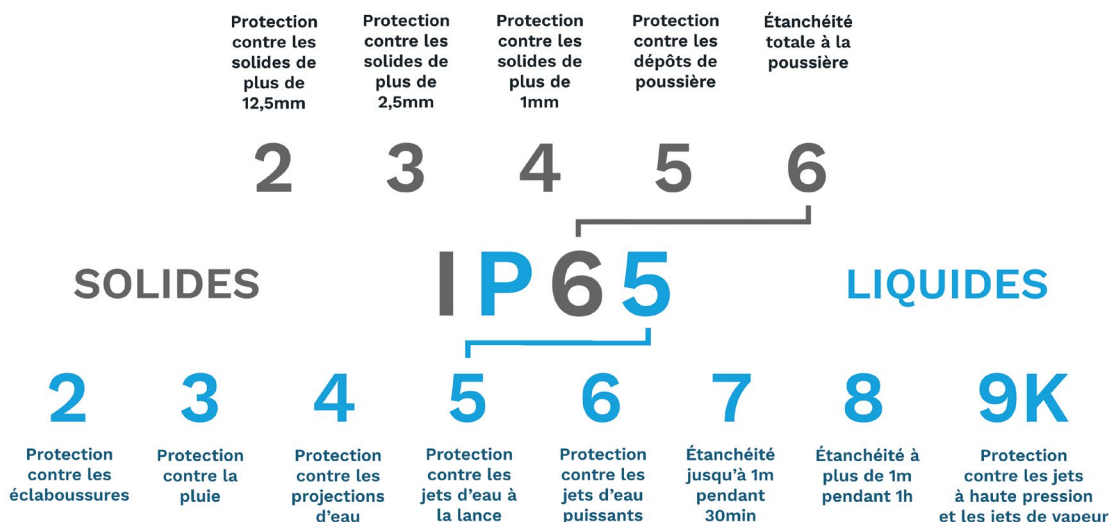 Protection
contre les
solides de
plus de
12,5mm
Protection
contre les
solides de
plus de
2,5mm
Protection
contre les
solides de
plus de
1mm
Protection
contre les
dépôts de
poussière
Étanchéité
totale à la
poussière
2 3 4 5 6
SOLIDES IP65 LIQUIDES
2 3 4 5 6 7 8 9K
Protection
contre les
éclaboussures
Protection
contre la
pluie
Protection
contre les
projections
d'eau
Protection
contre les
jets d'eau à
la lance
Protection
contre les
jets d'eau
puissants
Étanchéité
jusqu'à 1m
pendant
30min
Étanchéité à
plus de 1m
pendant 1h
Protection
contre les jets
à haute pression
et les jets de vapeur